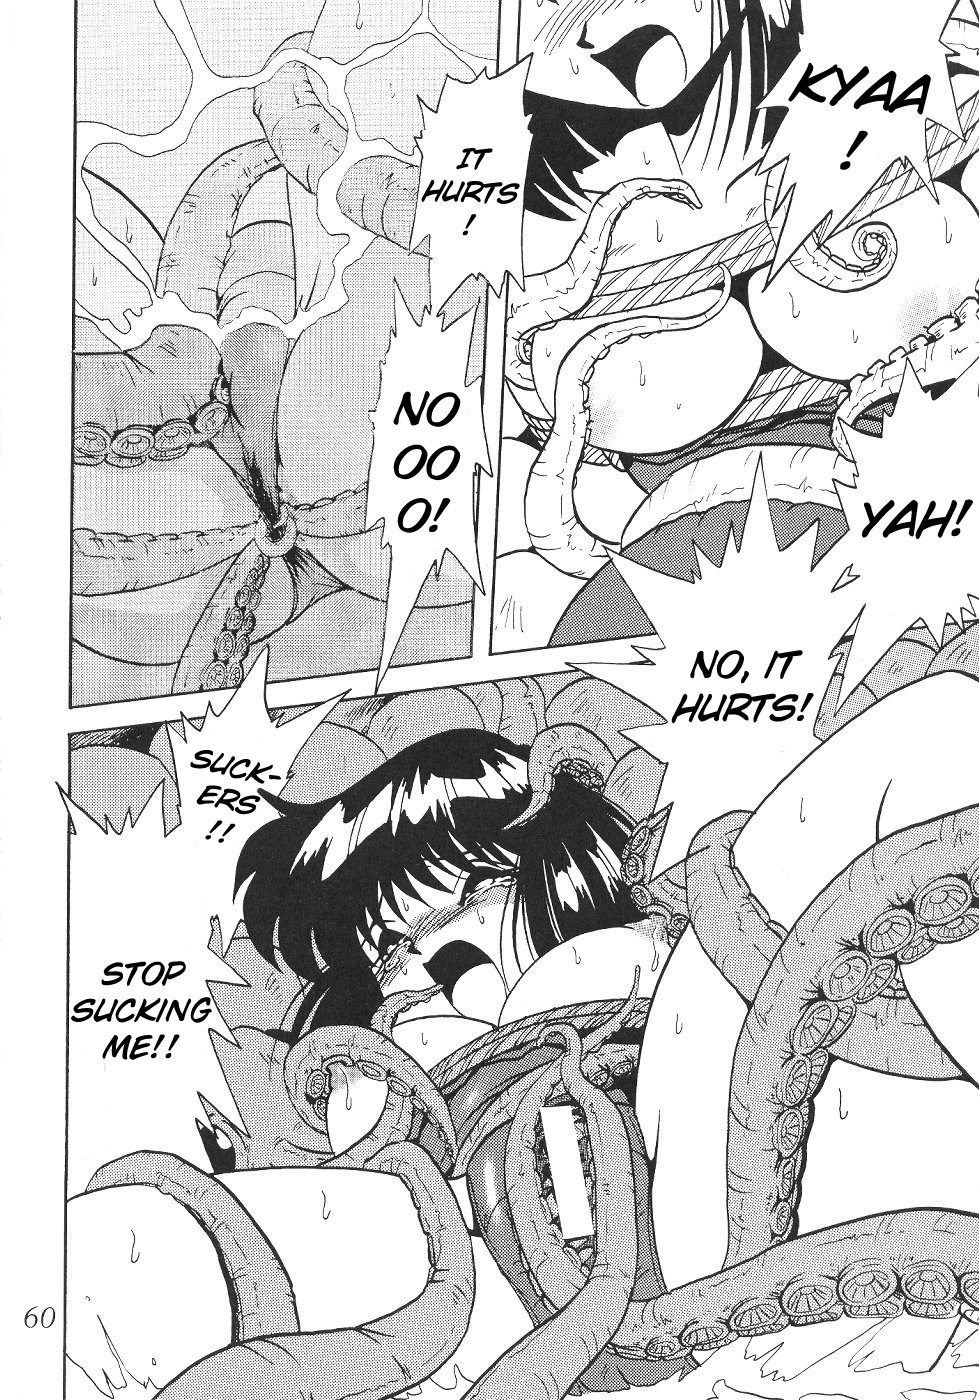 KYAA
!
IT
HURTS
!
YAH!
NO
OO
O!
NO, IT
HURTS!
SUCK-
ERS
!!
STOP
SUCKING
ME!!
60